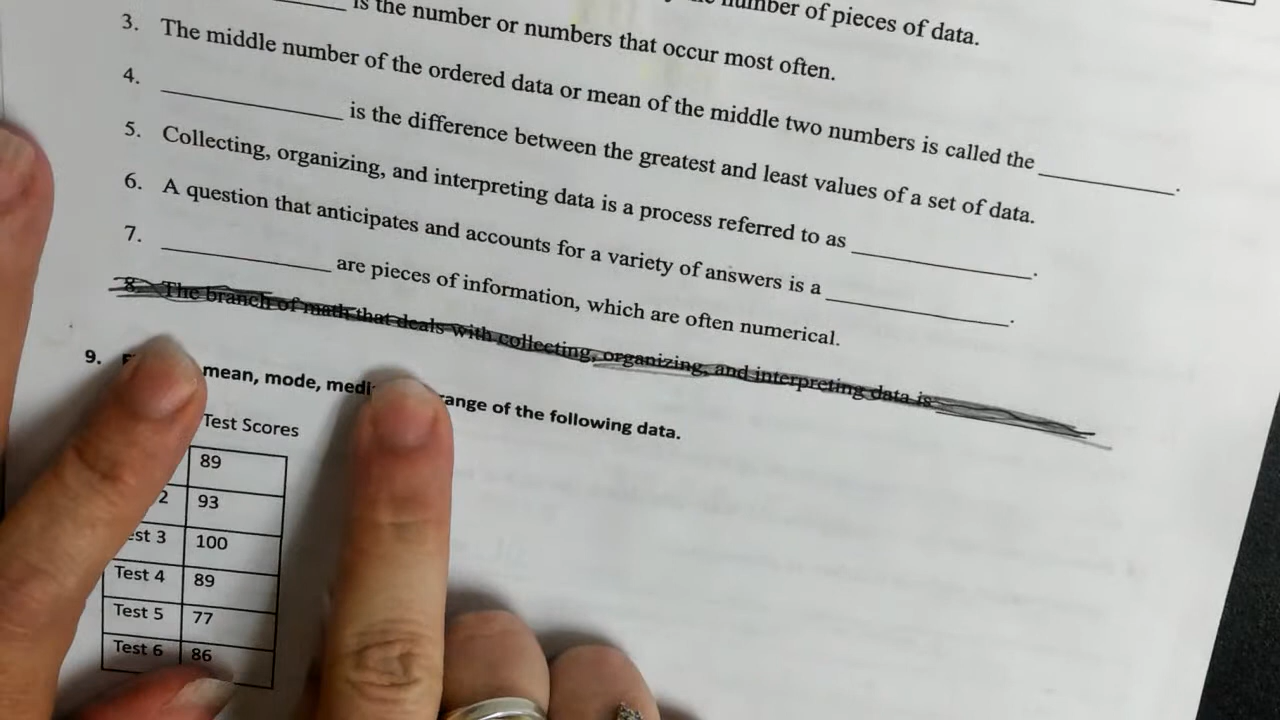 number of pieces of data.
is the number or numbers that occur most often.
3. The middle number of the ordered data or mean of the middle two numbers is called the ____________.
4. ____________ is the difference between the greatest and least values of a set of data.
5. Collecting, organizing, and interpreting data is a process referred to as ____________.
6. A question that anticipates and accounts for a variety of answers is a ____________.
7. ____________ are pieces of information, which are often numerical.
8. The branch of math that deals with collecting, organizing, and interpreting data is
9. mean, mode, of the following data.
Test Scores
89
2 93
3 100
Test 4 89
Test 5 77
Test 6 86